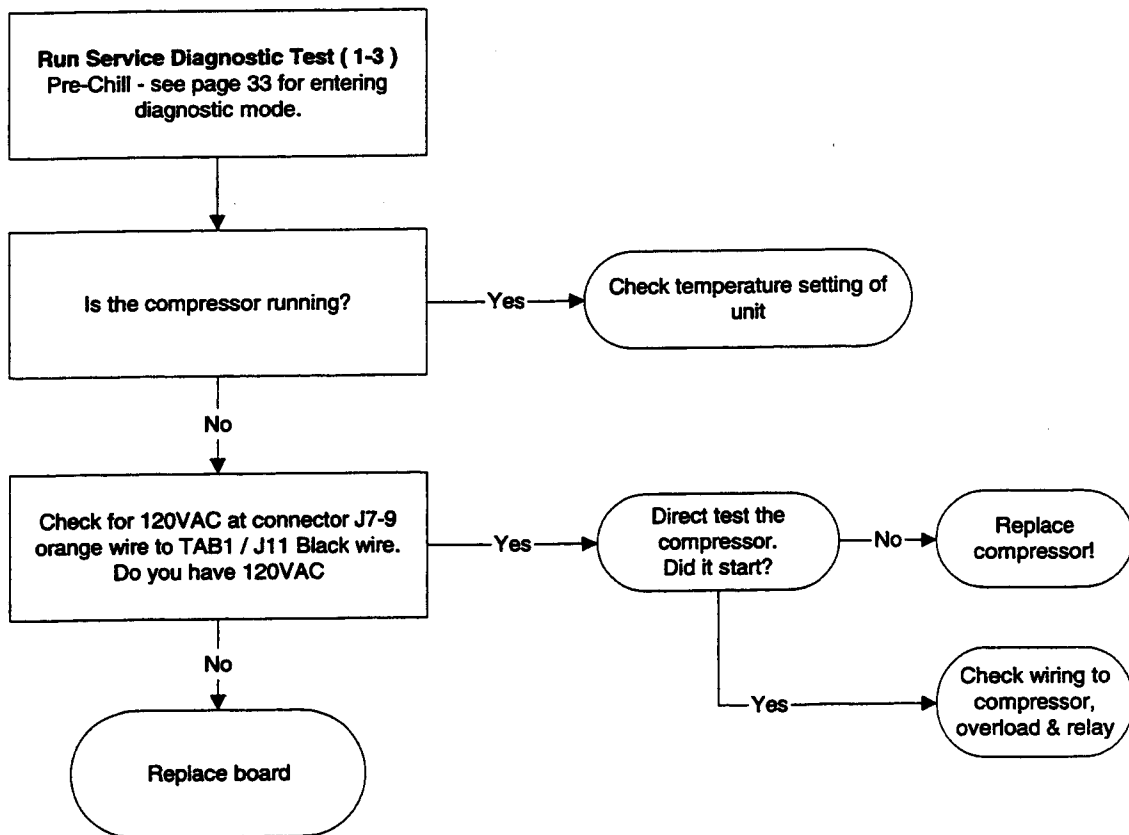 Run Service Diagnostic Test ( 1-3 )
Pre-Chill - see page 33 for entering
diagnostic mode.
Is the compressor running?
Yes
Check temperature setting of
unit
No
Check for 120VAC at connector J7-9
orange wire to TAB1 / J11 Black wire.
Do you have 120VAC
Yes
Direct test the
compressor.
Did it start?
No
Replace
compressor!
Yes
Check wiring to
compressor,
overload & relay
No
Replace board